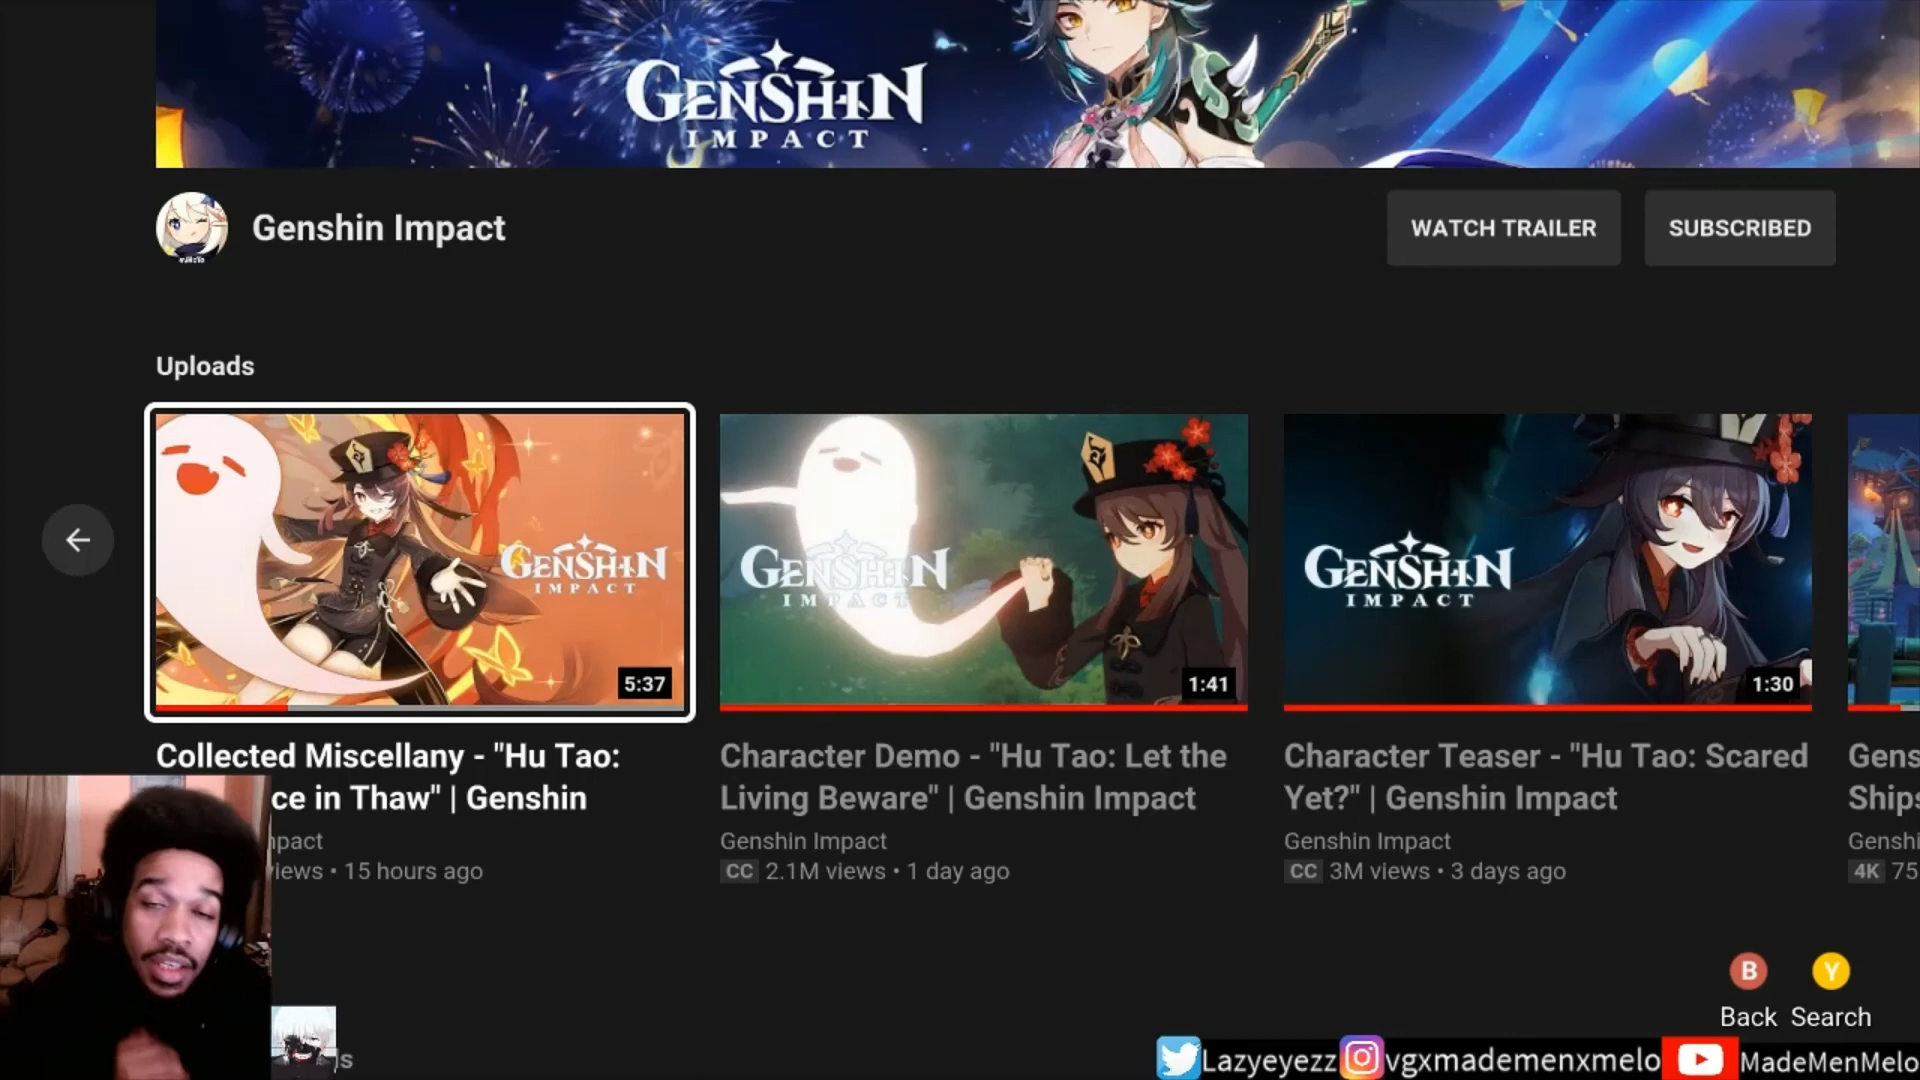 GENSHIN
IMPACT
Genshin Impact
WATCH TRAILER
SUBSCRIBED
Uploads
GENSHIN
IMPACT
5:37
GENSHIN
IMPACT
1:41
GENSHIN
IMPACT
1:30
Collected Miscellany - "Hu Tao:
ce in Thaw" | Genshin
npact
iews • 15 hours ago
Character Demo - "Hu Tao: Let the
Living Beware" | Genshin Impact
Genshin Impact
CC 2.1M views • 1 day ago
Character Teaser - "Hu Tao: Scared
Yet?" | Genshin Impact
Genshin Impact
CC 3M views • 3 days ago
Gens
Ships
Genshi
4K 75
B
Y
Back
Search
Lazyeyezz
vgxmademenxmelo
MadeMenMelo